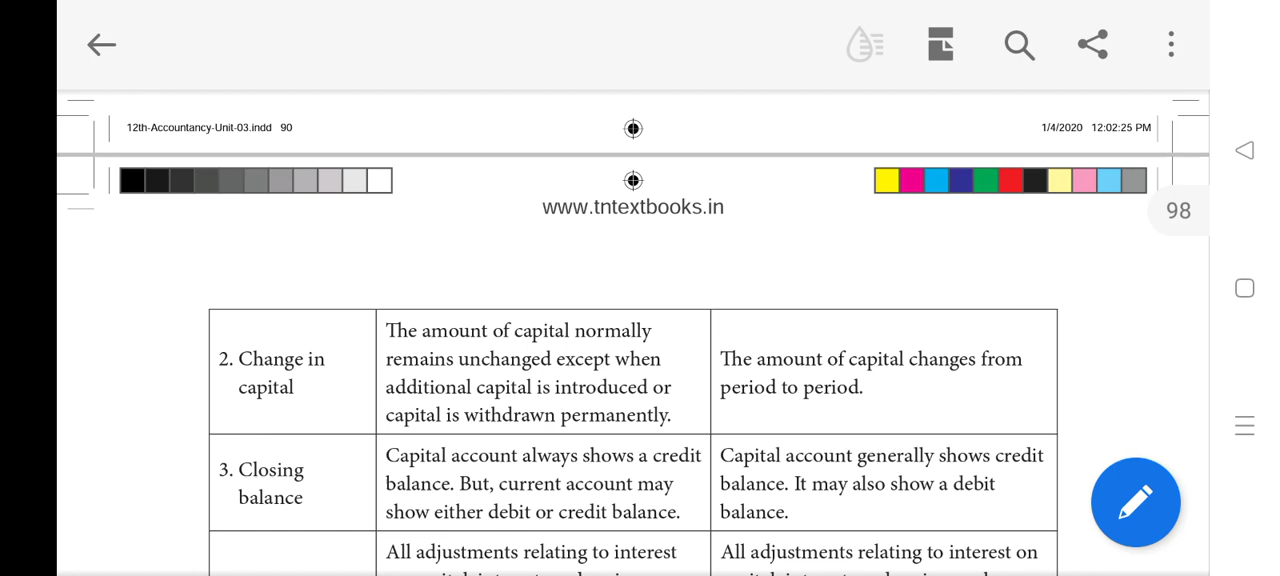 12th-Accountancy-Unit-03.indd 90
1/4/2020 12:02:25 PM
www.tntextbooks.in
98
2. Change in
capital
The amount of capital normally
remains unchanged except when
additional capital is introduced or
capital is withdrawn permanently.
The amount of capital changes from
period to period.
3. Closing
balance
Capital account always shows a credit
balance. But, current account may
show either debit or credit balance.
Capital account generally shows credit
balance. It may also show a debit
balance.
All adjustments relating to interest
All adjustments relating to interest on